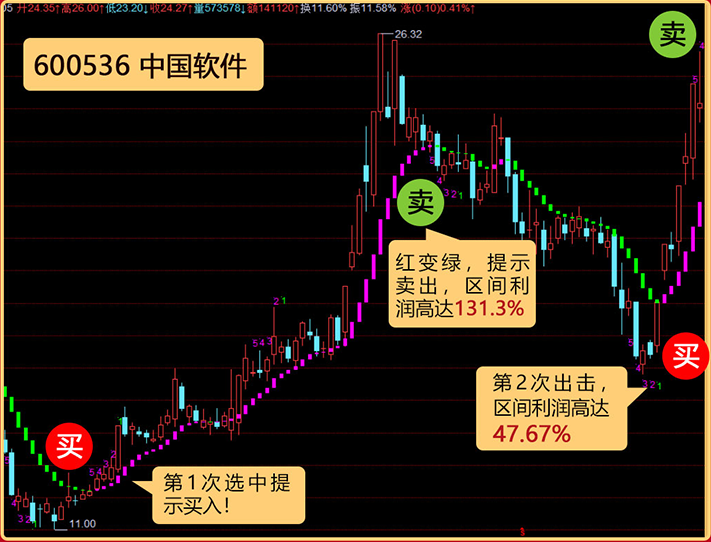 05 开24.35↑高26.00↑低23.20↓收24.27↑量573578↓额141120↑换11.60% 振11.58% 涨(0.10)0.41%↑
600536 中国软件
26.32
卖
卖
红变绿，提示
卖出，区间利
润高达131.3%
买
第2次出击，
区间利润高达
47.67%
买
第1次选中提
示买入！
11.00